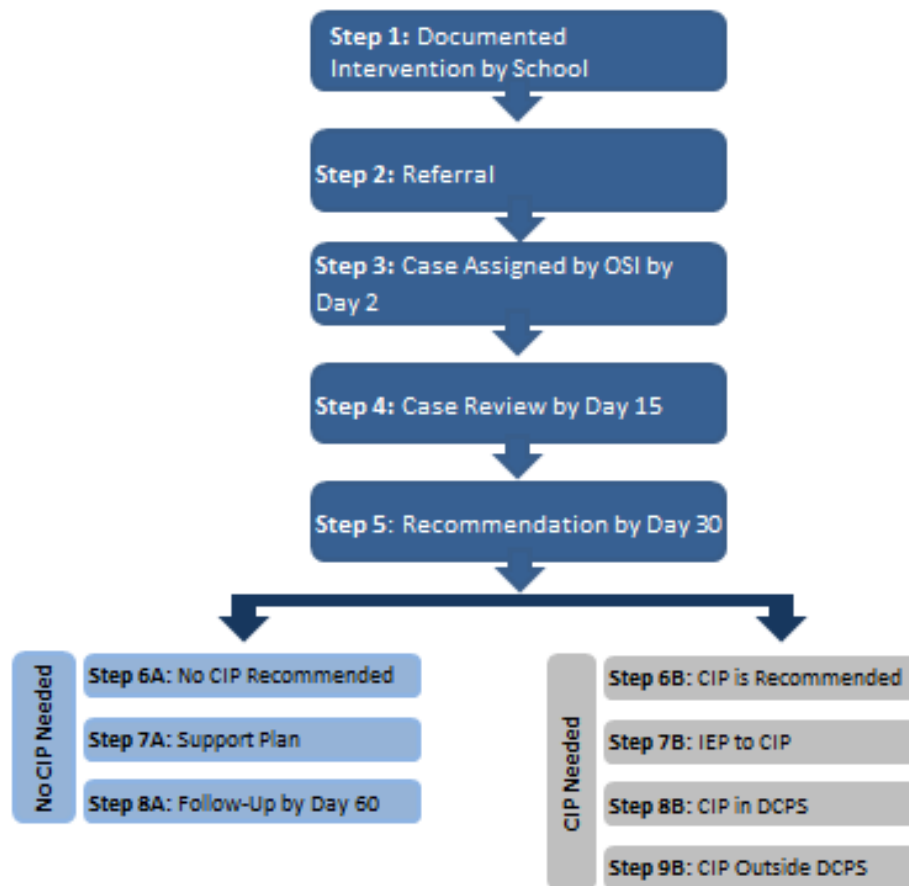 Step 1: Documented
Intervention by School
Step 2: Referral
Step 3: Case Assigned by OSI by
Day 2
Step 4: Case Review by Day 15
Step 5: Recommendation by Day 30
No CIP Needed
Step 6A: No CIP Recommended
Step 7A: Support Plan
Step 8A: Follow-Up by Day 60
CIP Needed
Step 6B: CIP is Recommended
Step 7B: IEP to CIP
Step 8B: CIP in DCPS
Step 9B: CIP Outside DCPS